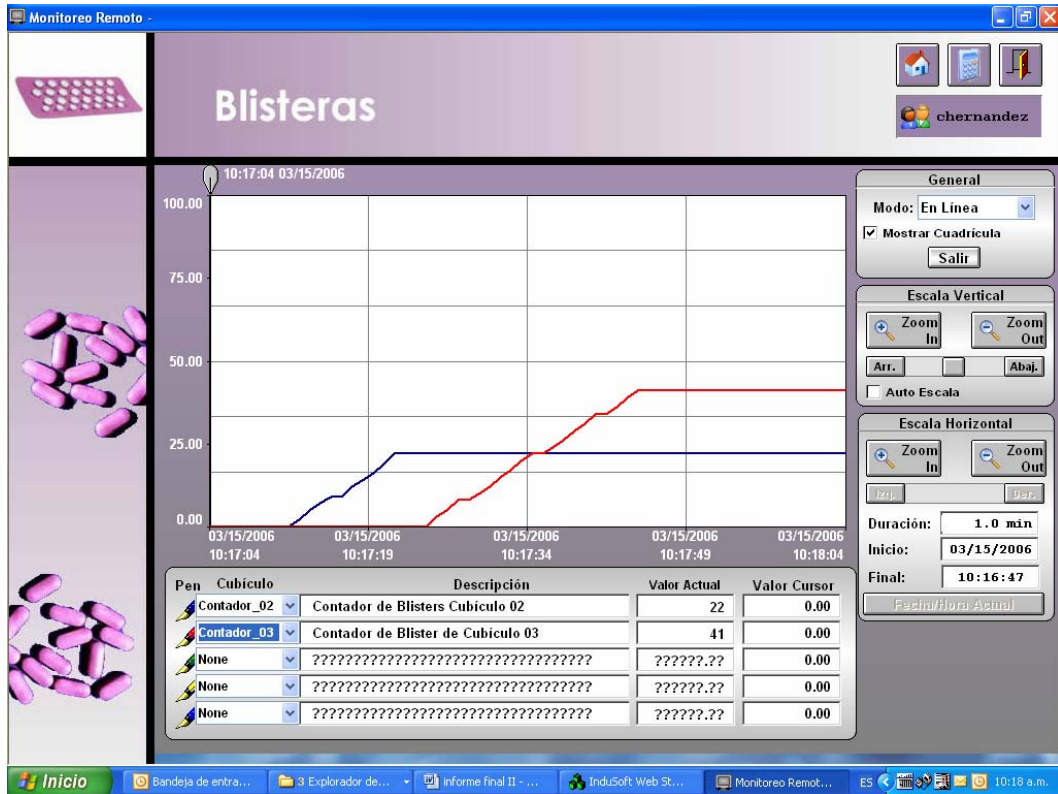 Monitoreo Remoto -
Blisteras
chernandez
10:17:04 03/15/2006
100.00
75.00
50.00
25.00
0.00
03/15/2006 03/15/2006 03/15/2006 03/15/2006 03/15/2006
10:17:04 10:17:19 10:17:34 10:17:49 10:18:04
General
Modo: En Línea
Mostrar Cuadrícula
Salir
Escala Vertical
Zoom In Zoom Out
Arr. Abaj.
Auto Escala
Escala Horizontal
Zoom In Zoom Out
Izq. Der.
Duración: 1.0 min
Inicio: 03/15/2006
Final: 10:16:47
Fecha/Hora Actual
Pen Cubículo Descripción Valor Actual Valor Cursor
Contador_02 Contador de Blisters Cubículo 02 22 0.00
Contador_03 Contador de Blister de Cubículo 03 41 0.00
None ?????????????????????????????????? ??????.?? 0.00
None ?????????????????????????????????? ??????.?? 0.00
None ?????????????????????????????????? ??????.?? 0.00
Inicio Bandeja de entra... 3 Explorador de... informe final II - ... InduSoft Web St... Monitoreo Remot... ES 10:18 a.m.